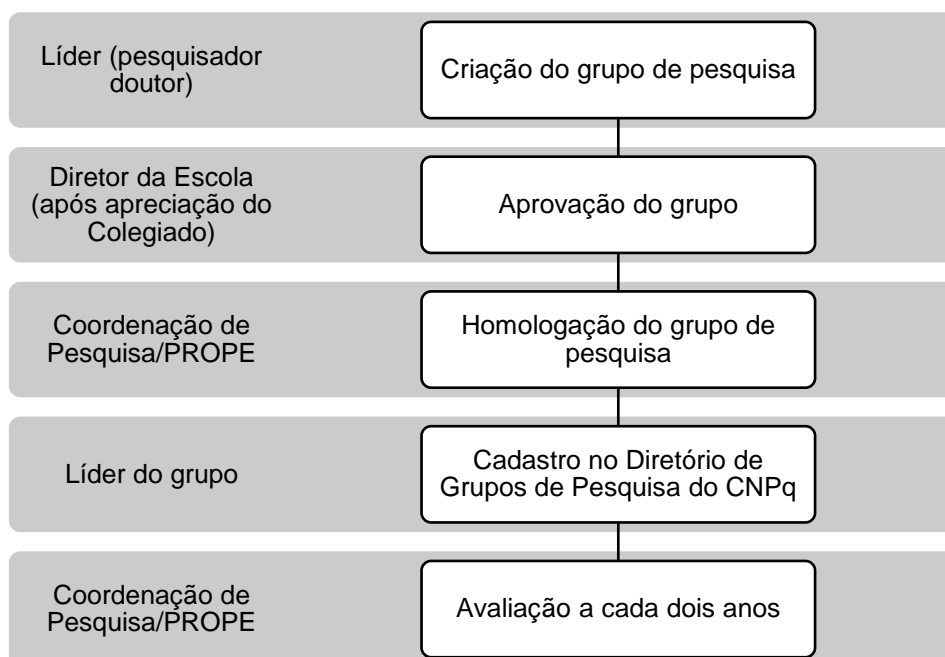 Líder (pesquisador
doutor)
Criação do grupo de pesquisa
Diretor da Escola
(após apreciação do
Colegiado)
Aprovação do grupo
Coordenação de
Pesquisa/PROPE
Homologação do grupo de
pesquisa
Líder do grupo
Cadastro no Diretório de
Grupos de Pesquisa do CNPq
Coordenação de
Pesquisa/PROPE
Avaliação a cada dois anos